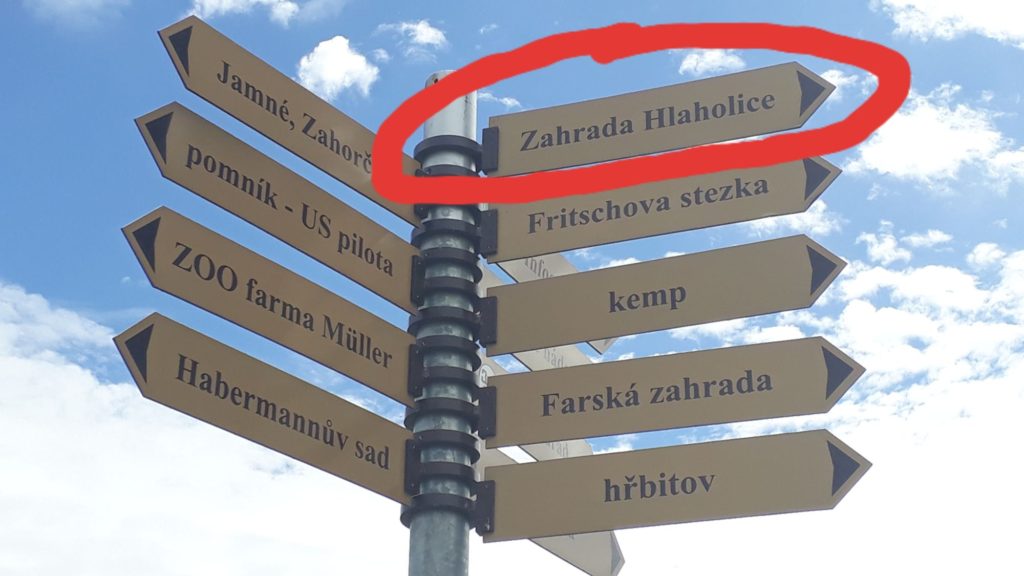 Jamné, Zahorč
pomník - US pilota
ZOO farma Müller
Habermannův sad
Zahrada Hlaholice
Fritschova stezka
kemp
Farská zahrada
hřbitov